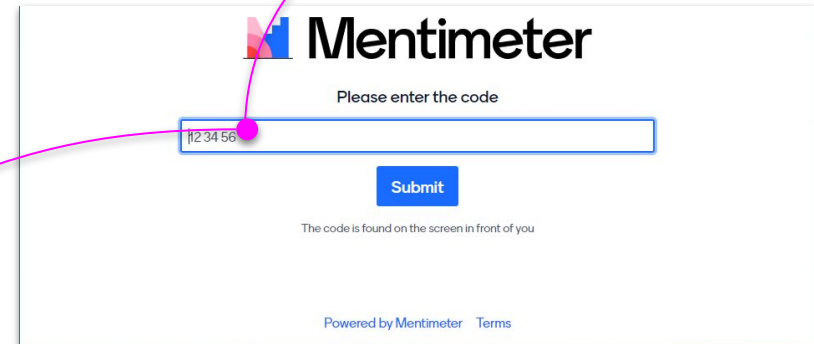 Mentimeter
Please enter the code
12 34 56
Submit
The code is found on the screen in front of you
Powered by Mentimeter Terms